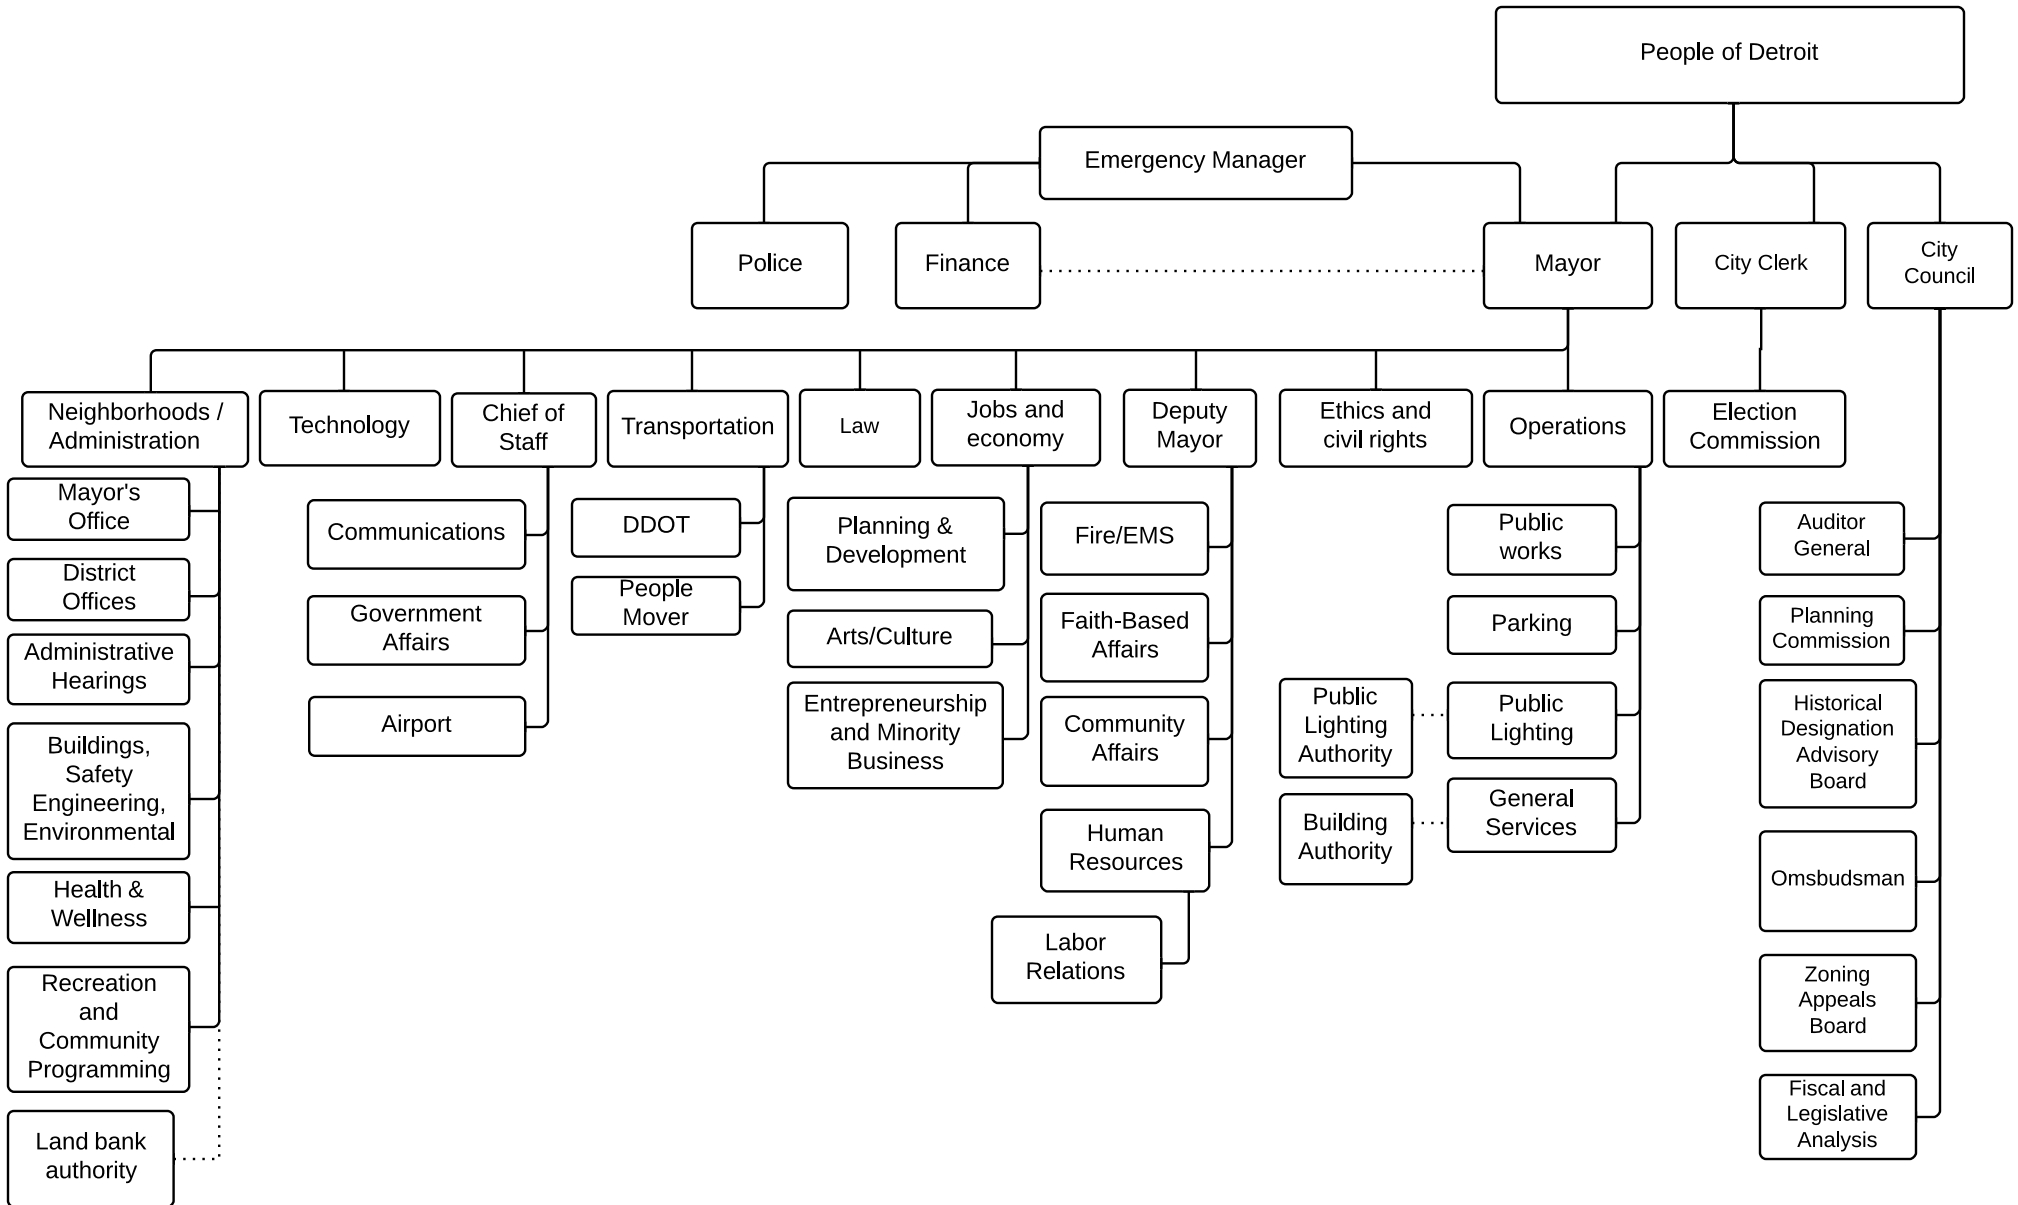 People of Detroit
Emergency Manager
Police
Finance
Mayor
City Clerk
City
Council
Neighborhoods /
Administration
Technology
Chief of
Staff
Transportation
Law
Jobs and
economy
Deputy
Mayor
Ethics and
civil rights
Operations
Election
Commission
Mayor's
Office
District
Offices
Administrative
Hearings
Buildings,
Safety
Engineering,
Environmental
Health &
Wellness
Recreation
and
Community
Programming
Land bank
authority
Communications
Government
Affairs
Airport
DDOT
People
Mover
Planning &
Development
Arts/Culture
Entrepreneurship
and Minority
Business
Fire/EMS
Faith-Based
Affairs
Community
Affairs
Human
Resources
Labor
Relations
Public
works
Parking
Public
Lighting
General
Services
Public
Lighting
Authority
Building
Authority
Auditor
General
Planning
Commission
Historical
Designation
Advisory
Board
Omsbudsman
Zoning
Appeals
Board
Fiscal and
Legislative
Analysis